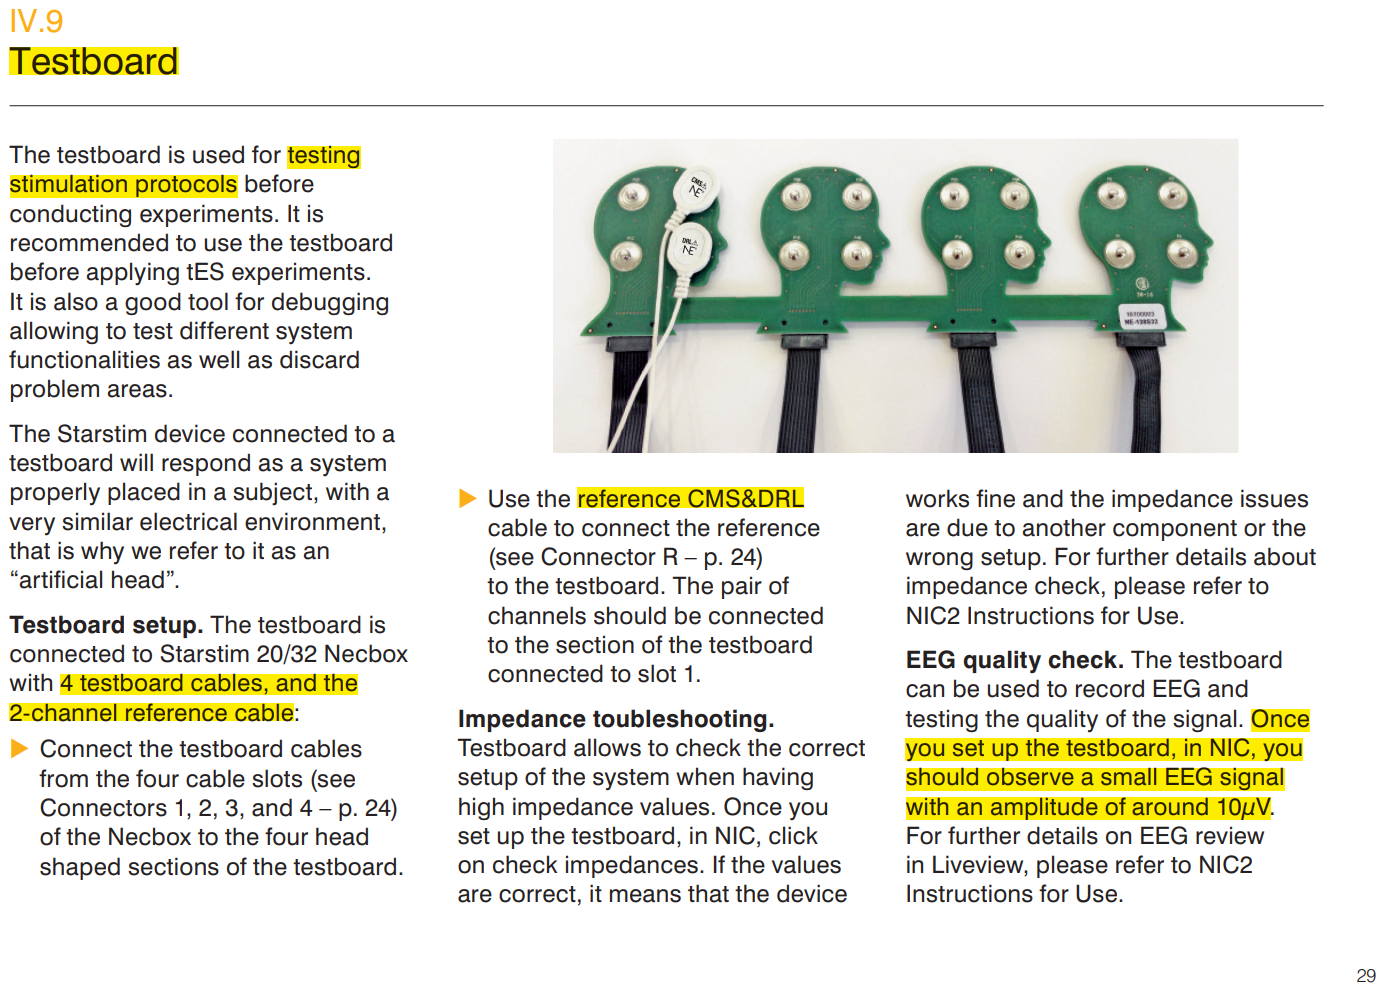 IV.9
Testboard
The testboard is used for testing
stimulation protocols before
conducting experiments. It is
recommended to use the testboard
before applying tES experiments.
It is also a good tool for debugging
allowing to test different system
functionalities as well as discard
problem areas.
The Starstim device connected to a
testboard will respond as a system
properly placed in a subject, with a
very similar electrical environment,
that is why we refer to it as an
“artificial head”.
Testboard setup. The testboard is
connected to Starstim 20/32 Necbox
with 4 testboard cables, and the
2-channel reference cable:
▶ Connect the testboard cables
from the four cable slots (see
Connectors 1, 2, 3, and 4 – p. 24)
of the Necbox to the four head
shaped sections of the testboard.
CMS
NE
DRL
NE
▶ Use the reference CMS&DRL
cable to connect the reference
(see Connector R – p. 24)
to the testboard. The pair of
channels should be connected
to the section of the testboard
connected to slot 1.
Impedance toubleshooting.
Testboard allows to check the correct
setup of the system when having
high impedance values. Once you
set up the testboard, in NIC, click
on check impedances. If the values
are correct, it means that the device
works fine and the impedance issues
are due to another component or the
wrong setup. For further details about
impedance check, please refer to
NIC2 Instructions for Use.
EEG quality check. The testboard
can be used to record EEG and
testing the quality of the signal. Once
you set up the testboard, in NIC, you
should observe a small EEG signal
with an amplitude of around 10µV.
For further details on EEG review
in Liveview, please refer to NIC2
Instructions for Use.
29